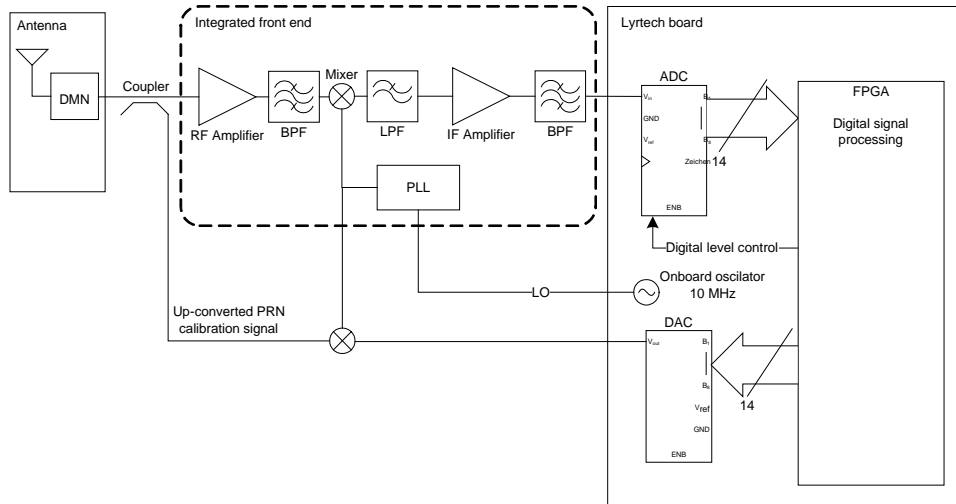 Antenna
DMN
Coupler
Integrated front end
RF Amplifier
BPF
Mixer
LPF
IF Amplifier
BPF
PLL
LO
Up-converted PRN
calibration signal
Lyrtech board
ADC
Vin
GND
Vref
B8
Zeichen
ENB
14
FPGA
Digital signal
processing
Digital level control
Onboard oscilator
10 MHz
DAC
Vout
B1
B8
Vref
GND
ENB
14